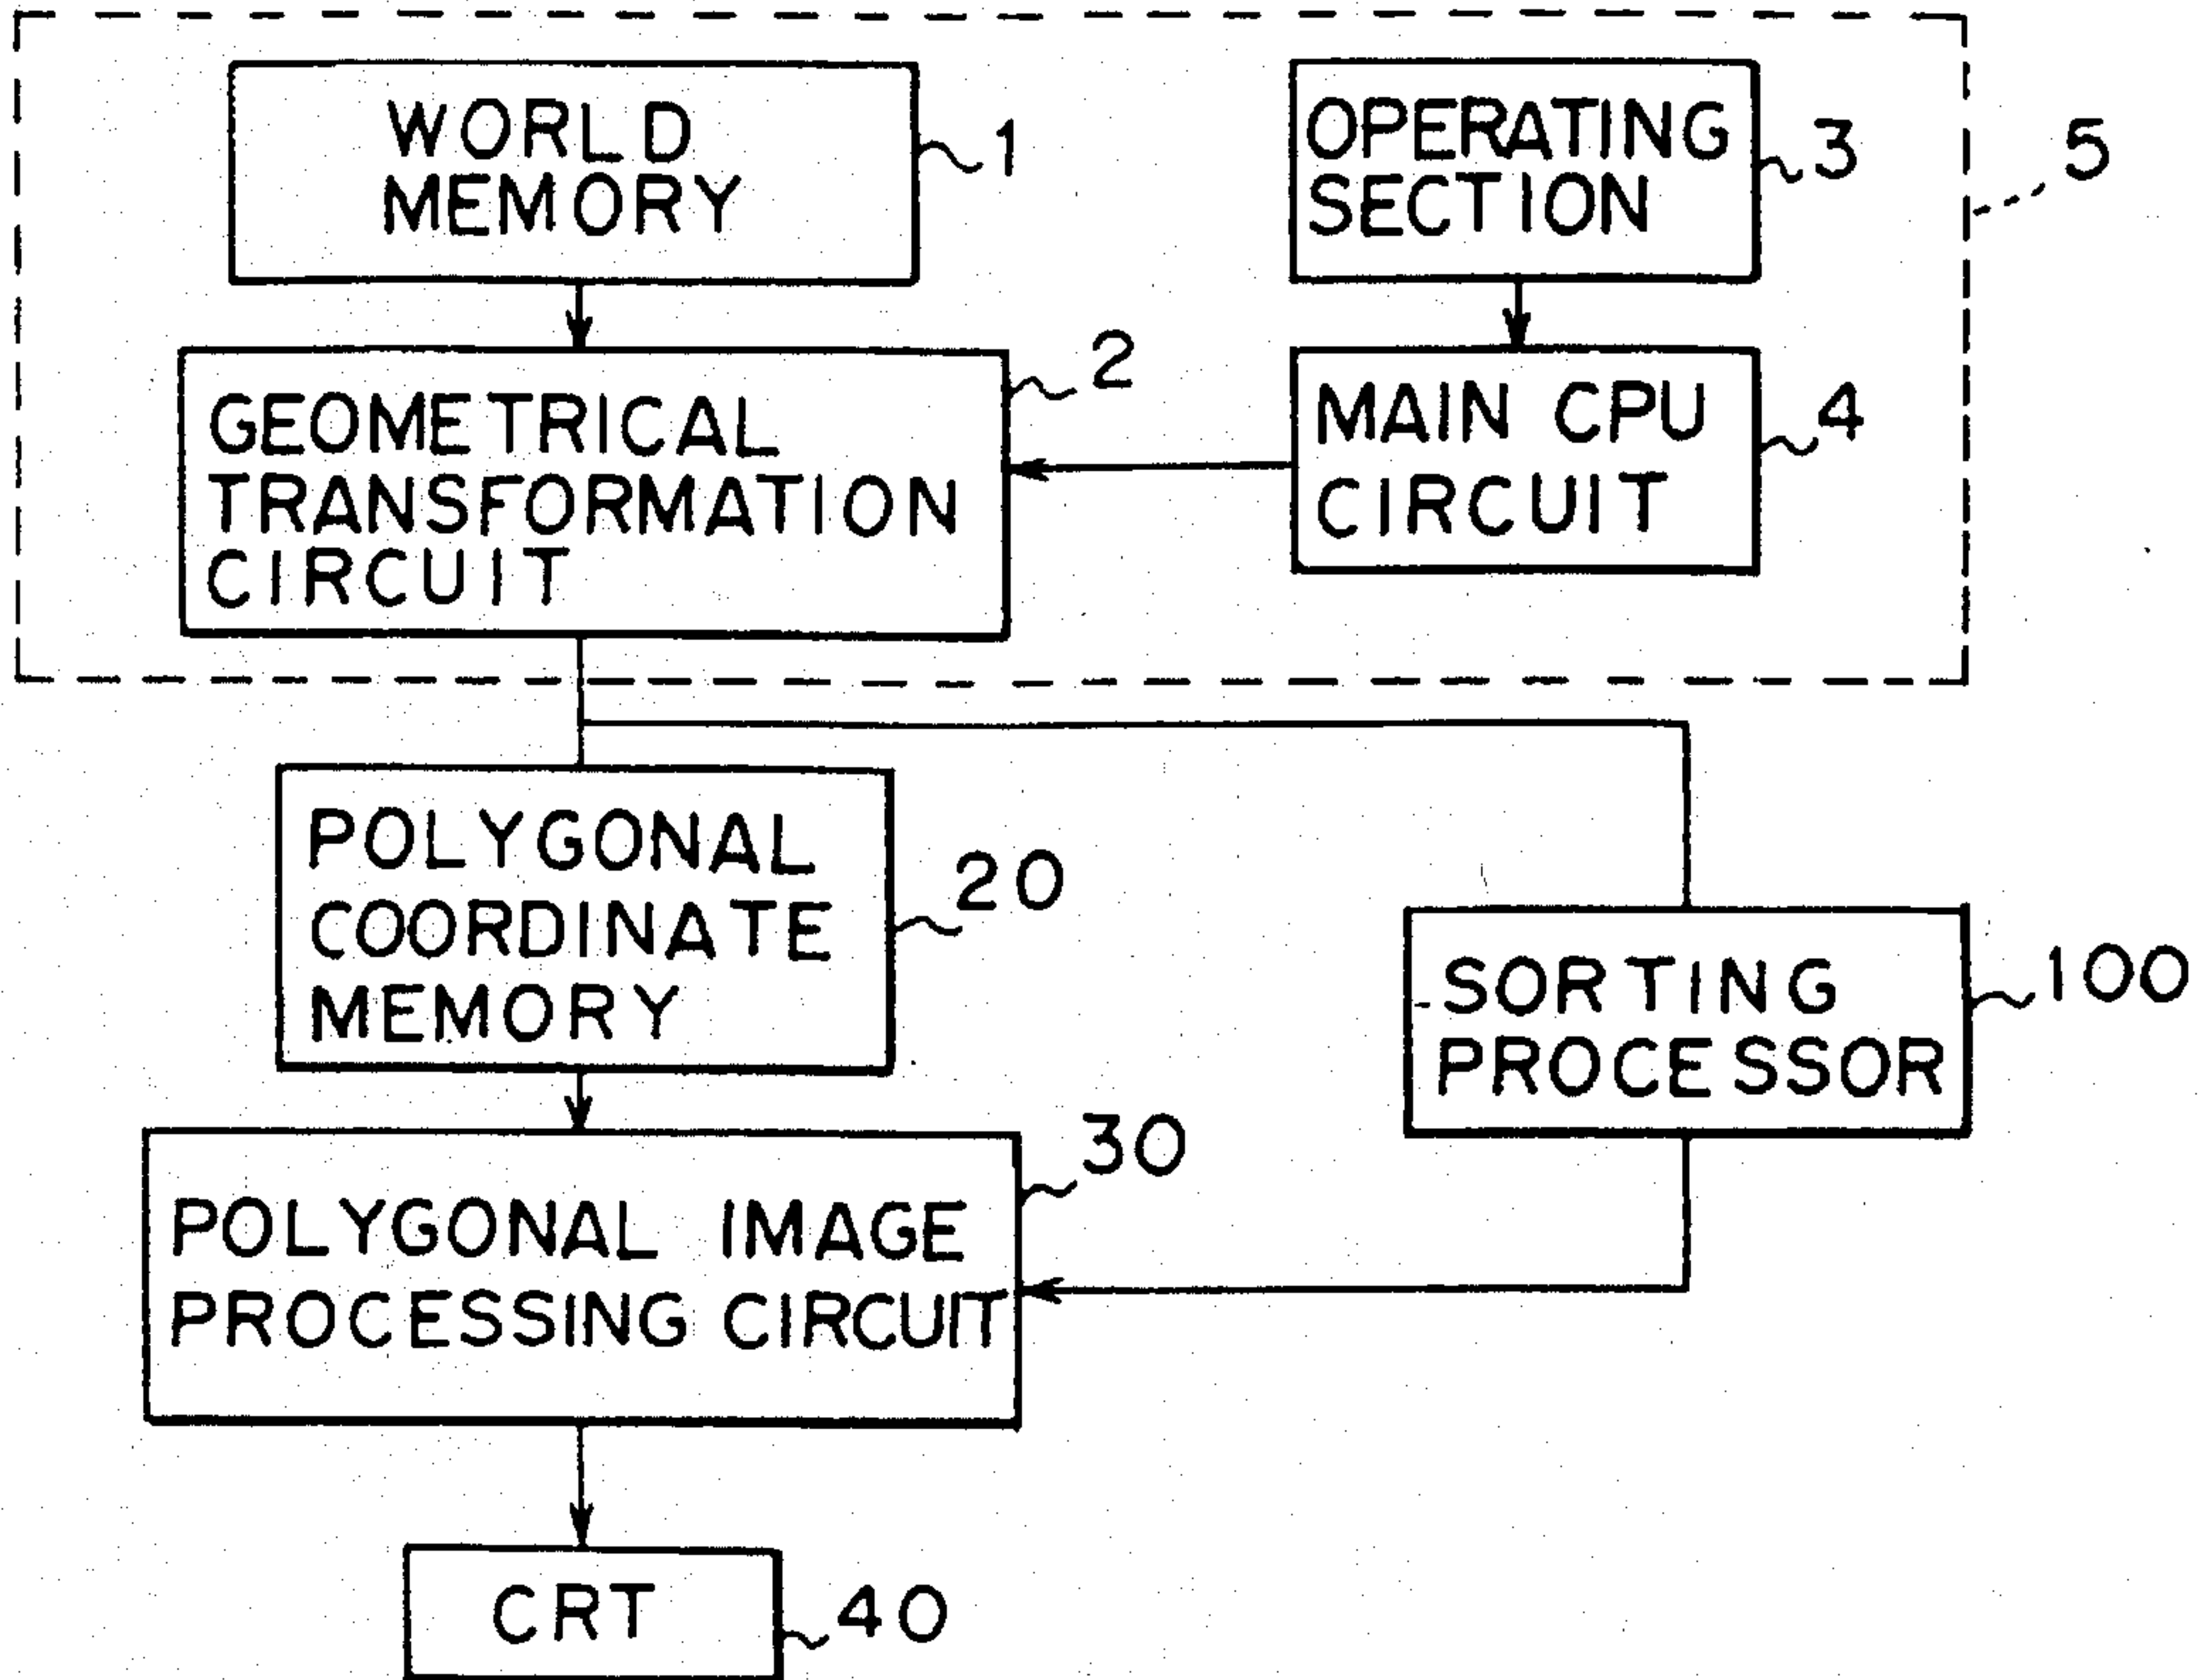 WORLD
MEMORY
1
OPERATING
SECTION
3
5
GEOMETRICAL
TRANSFORMATION
CIRCUIT
2
MAIN CPU
CIRCUIT
4
POLYGONAL
COORDINATE
MEMORY
20
SORTING
PROCESSOR
100
POLYGONAL IMAGE
PROCESSING CIRCUIT
30
CRT
40